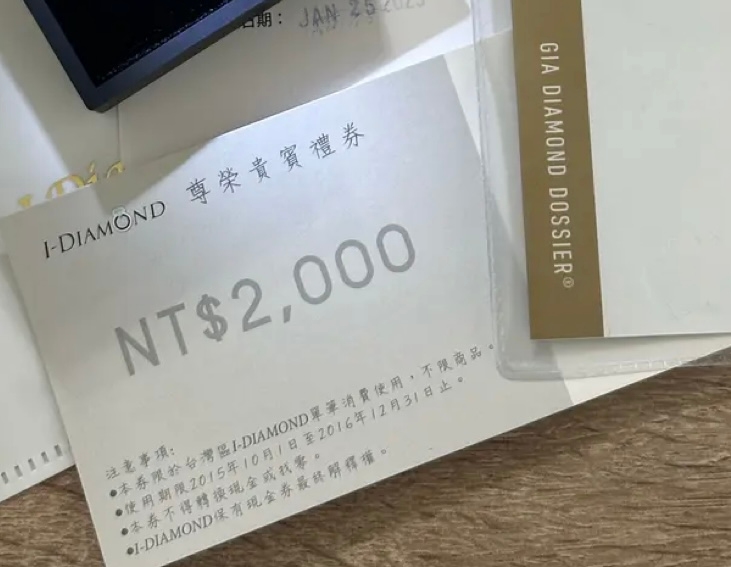 日期： JAN 25 2023
I-Dia
I-DIAMOND 尊榮貴賓禮券
NT$2,000
注意事項:
●本券限於台灣區I-DIAMOND單筆消費使用，不限商品。
●使用期限2015年10月1日至2016年12月31日止。
●本券不得轉換現金或找零。
●I-DIAMOND保有現金券最終解釋權。
GIA DIAMOND DOSSIER®